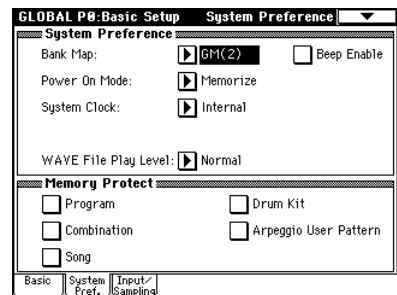 GLOBAL P0:Basic Setup System Preference
System Preference
Bank Map: GM(2) Beep Enable
Power On Mode: Memorize
System Clock: Internal
WAVE File Play Level: Normal
Memory Protect
Program Drum Kit
Combination Arpeggio User Pattern
Song
Basic System Pref. Input/Sampling